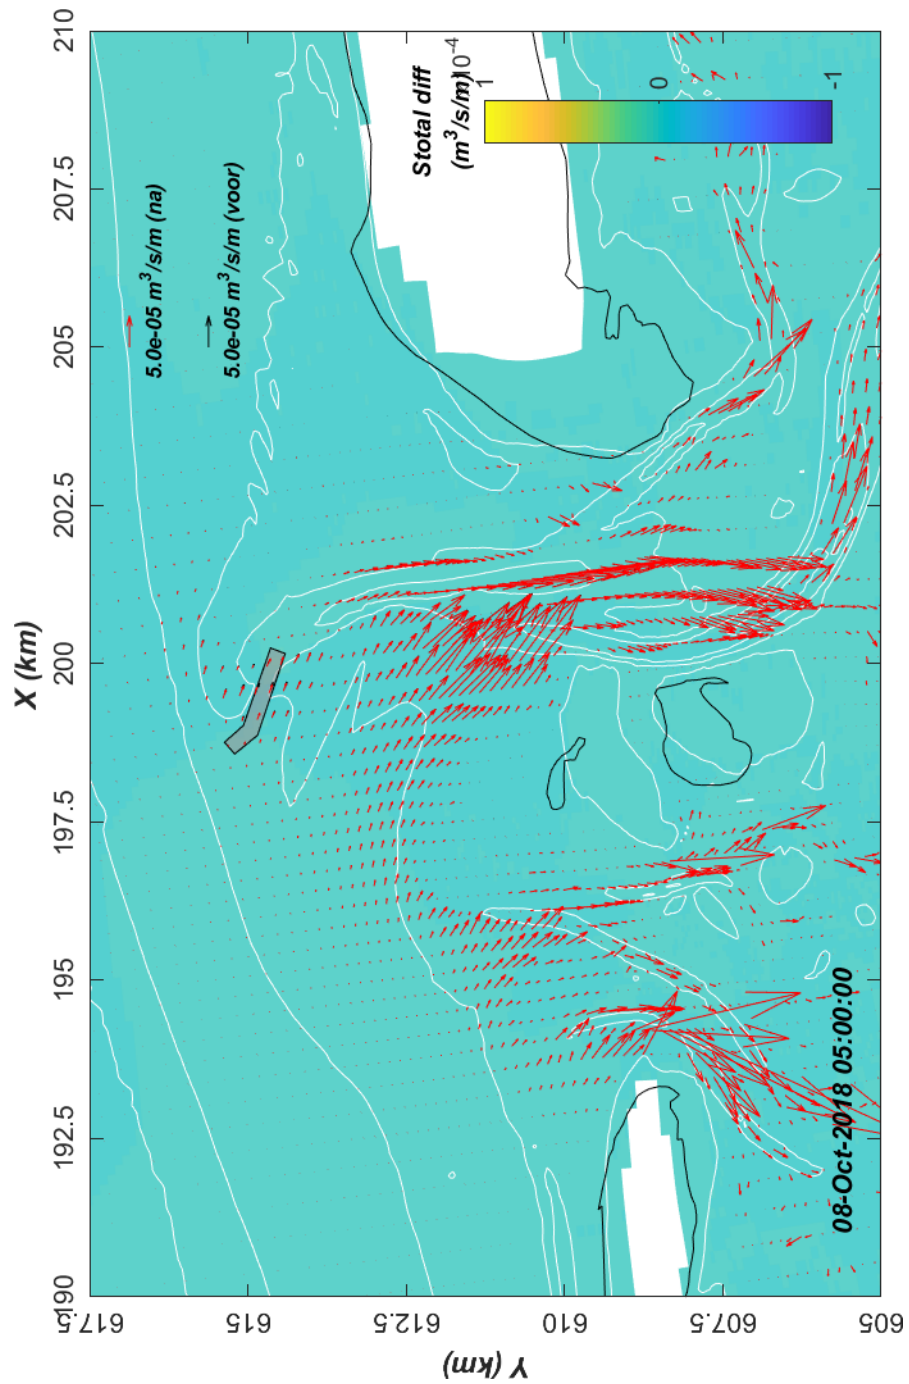 X (km)
190 192.5 195 197.5 200 202.5 205 207.5 210
Y (km)
617.5
615
612.5
610
607.5
605
5.0e-05 m³/s/m (na)
5.0e-05 m³/s/m (voor)
Stotal diff
(m³/s/m)
10⁻⁴
1
0
-1
08-Oct-2018 05:00:00